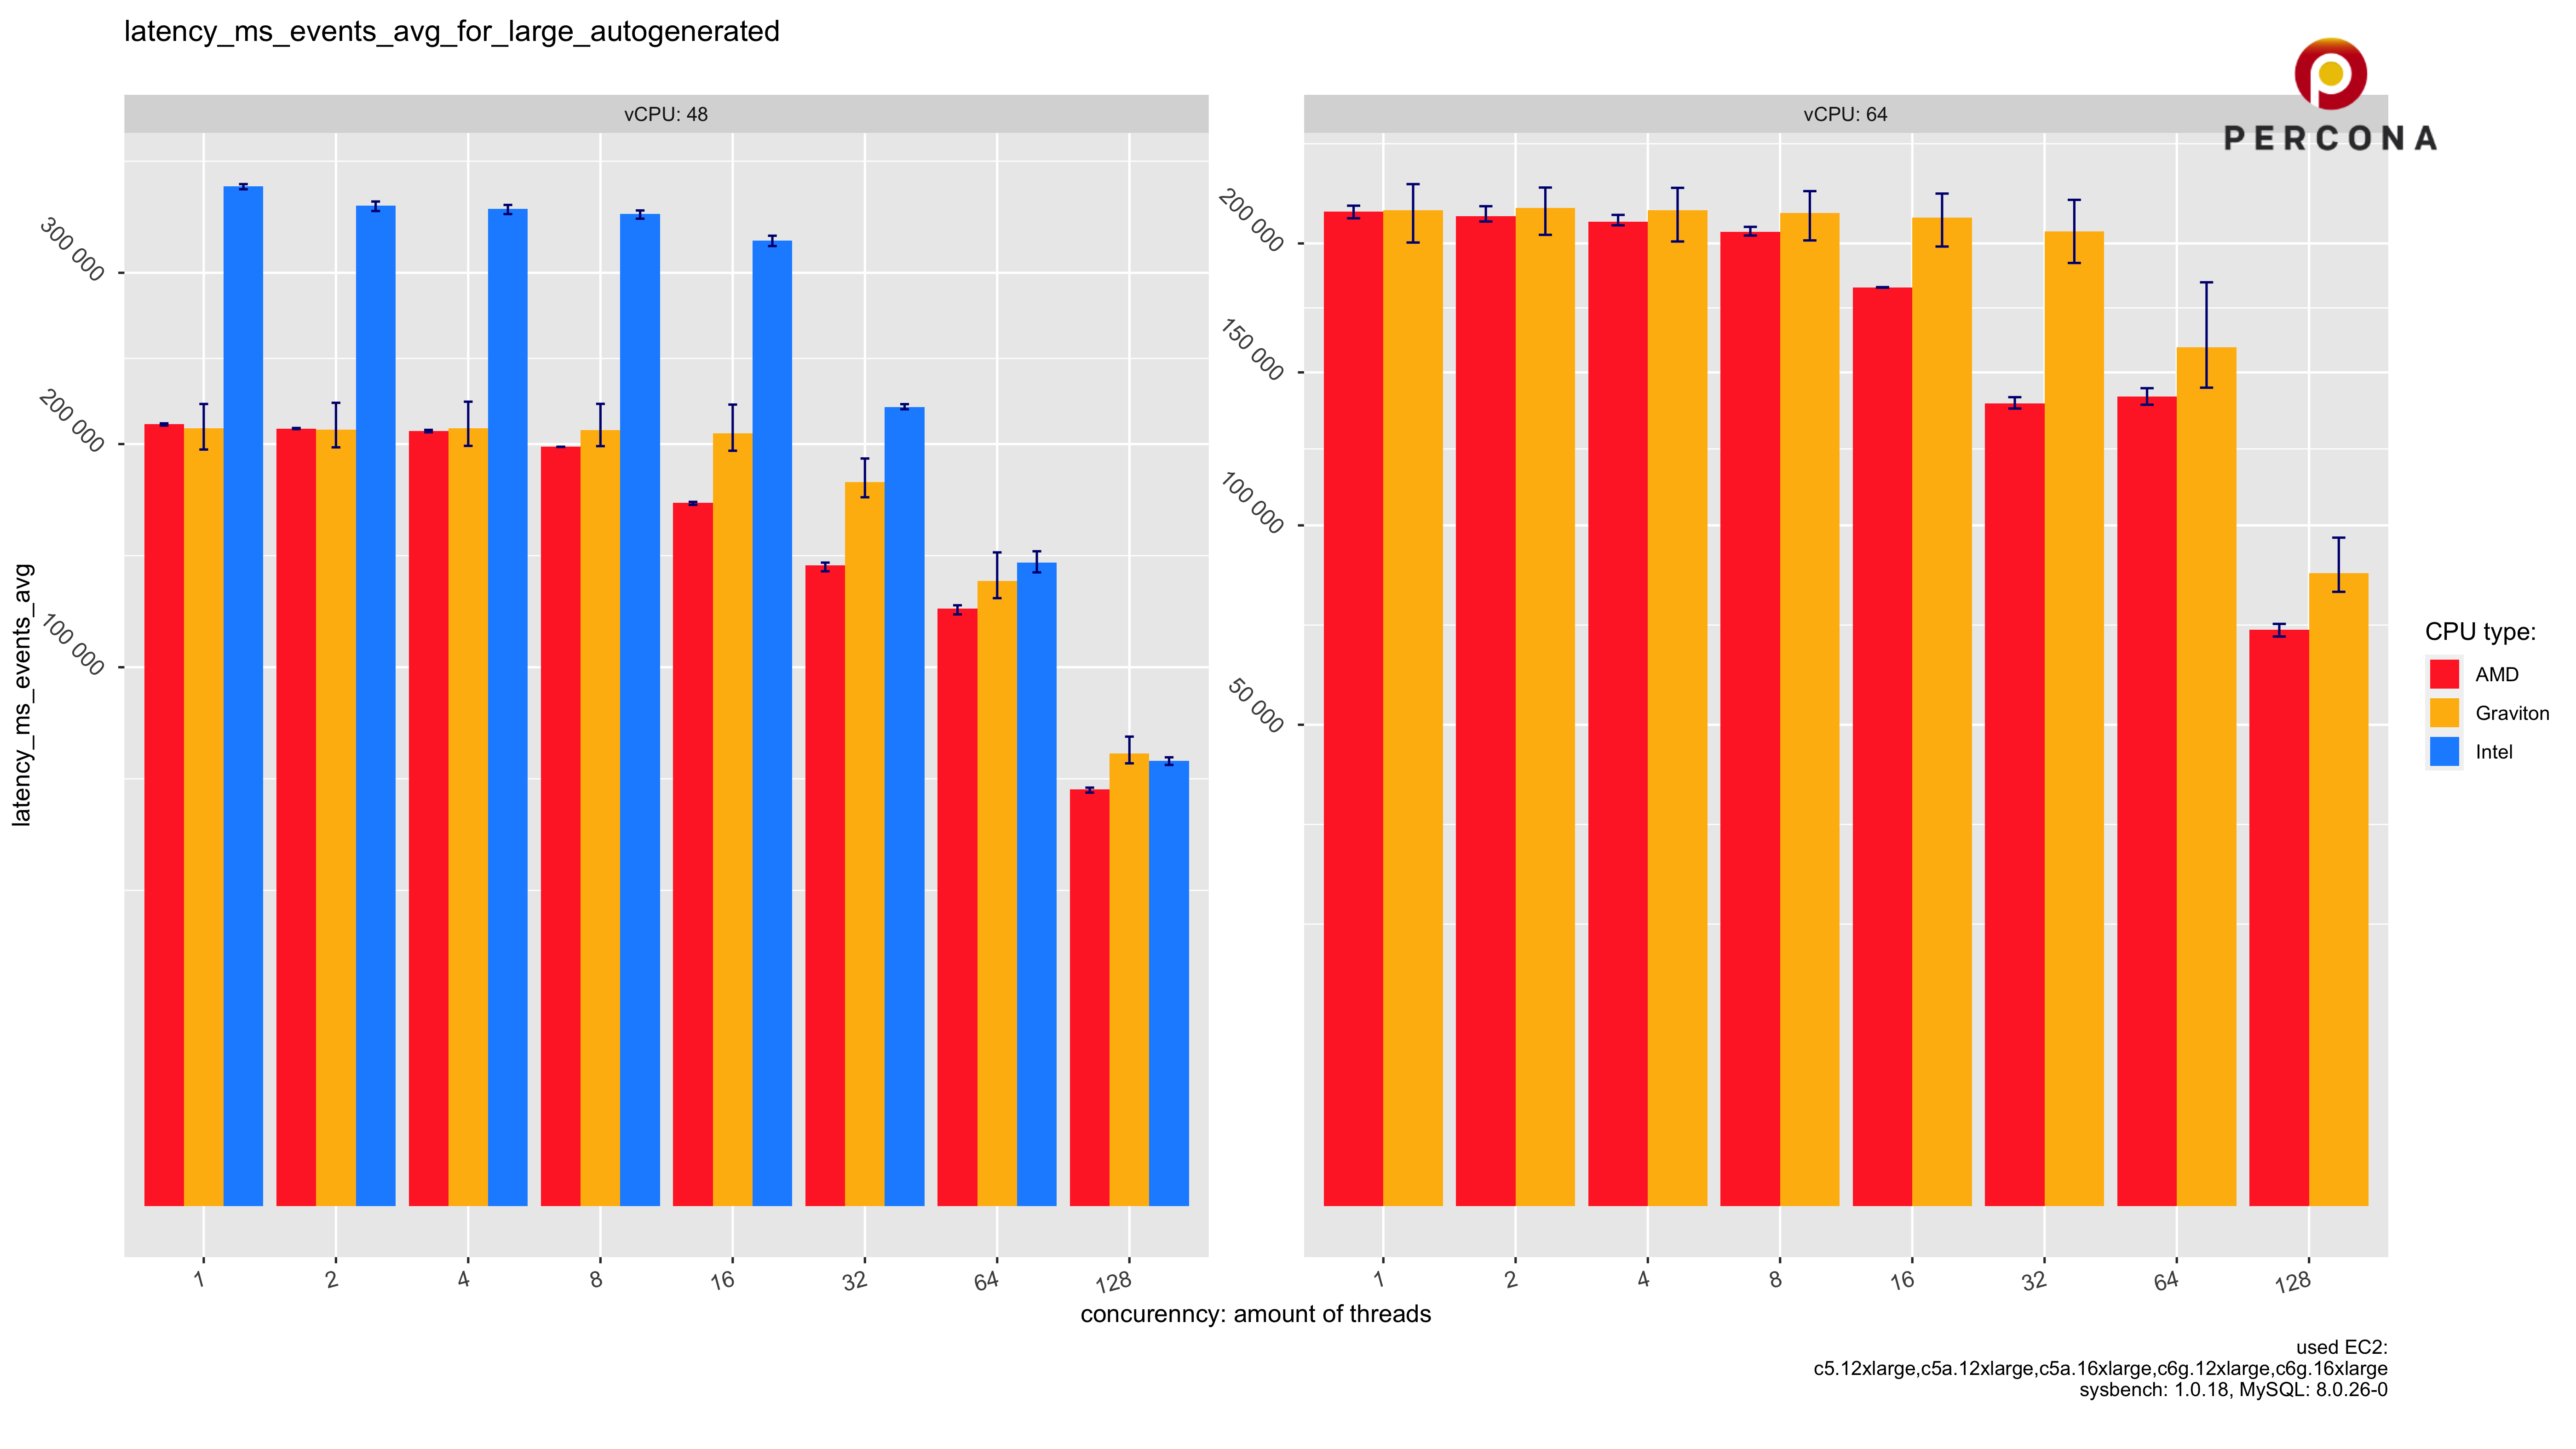 latency_ms_events_avg_for_large_autogenerated
PERCONA
vCPU: 48
vCPU: 64
latency_ms_events_avg
300 000
200 000
100 000
200 000
150 000
100 000
50 000
1 2 4 8 16 32 64 128
1 2 4 8 16 32 64 128
concurenncy: amount of threads
CPU type:
AMD
Graviton
Intel
used EC2:
c5.12xlarge,c5a.12xlarge,c5a.16xlarge,c6g.12xlarge,c6g.16xlarge
sysbench: 1.0.18, MySQL: 8.0.26-0